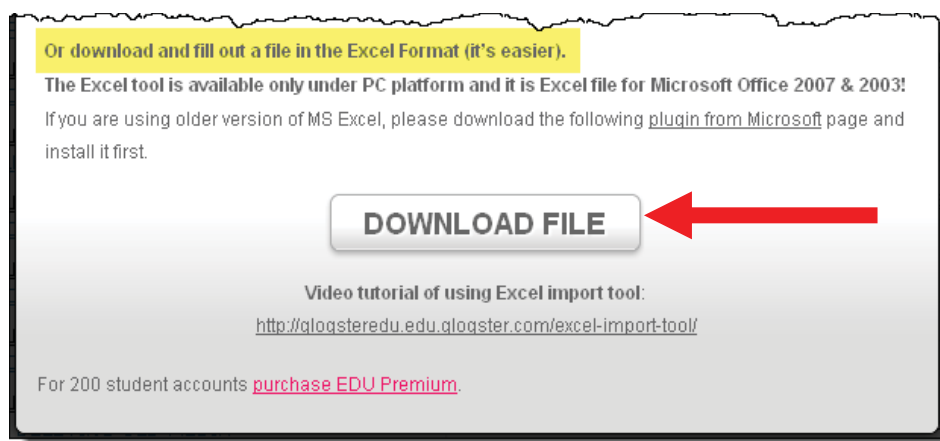 Or download and fill out a file in the Excel Format (it's easier).
The Excel tool is available only under PC platform and it is Excel file for Microsoft Office 2007 & 2003!
If you are using older version of MS Excel, please download the following plugin from Microsoft page and
install it first.
DOWNLOAD FILE
Video tutorial of using Excel import tool:
http://glogsteredu.edu.glogster.com/excel-import-tool/
For 200 student accounts purchase EDU Premium.